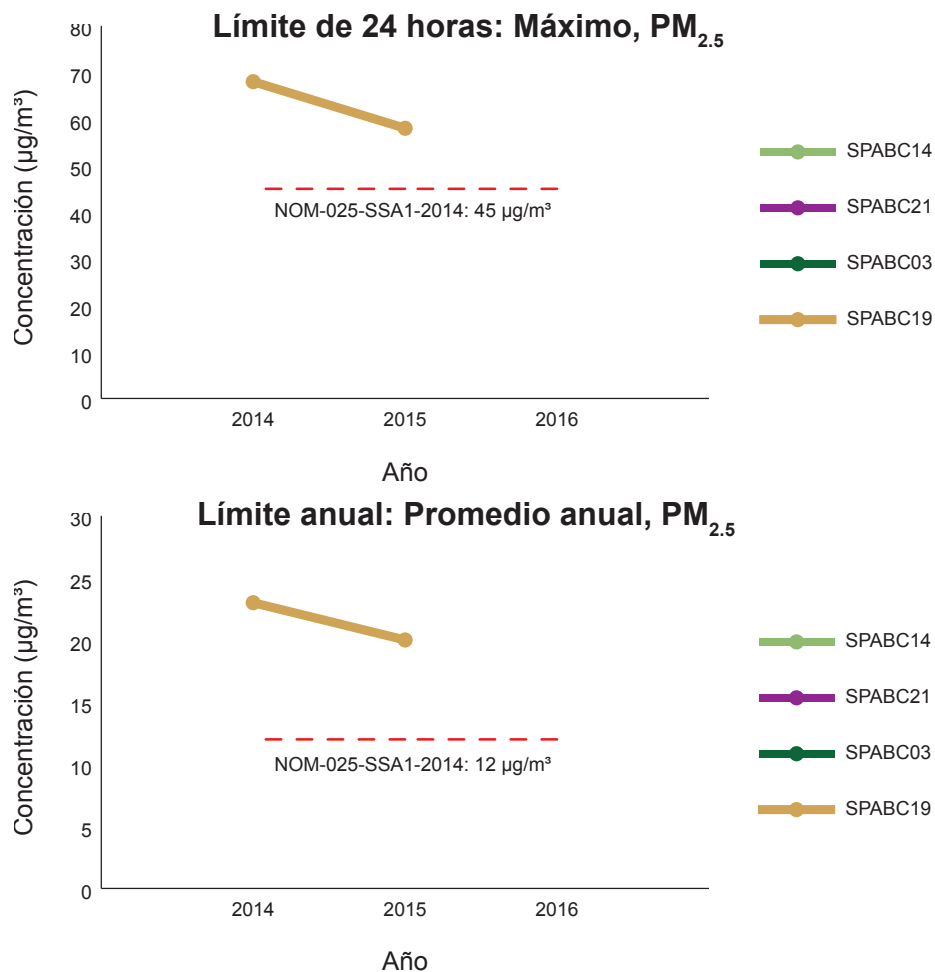 Límite de 24 horas: Máximo, PM2.5
80
70
60
50
40
30
20
10
0
Concentración (µg/m³)
NOM-025-SSA1-2014: 45 µg/m³
2014 2015 2016
Año
SPABC14
SPABC21
SPABC03
SPABC19
Límite anual: Promedio anual, PM2.5
30
25
20
15
10
5
0
Concentración (µg/m³)
NOM-025-SSA1-2014: 12 µg/m³
2014 2015 2016
Año
SPABC14
SPABC21
SPABC03
SPABC19